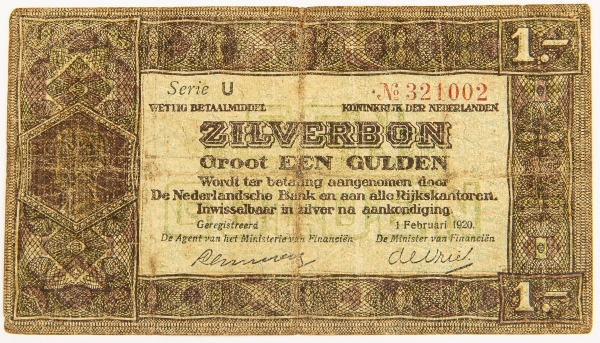 1.-
Serie U
·№ 321002
WETTIG BETAALMIDDEL
KONINKRIJK DER NEDERLANDEN
ZILVERBON
Groot EEN GULDEN
Wordt ter betaling aangenomen door
De Nederlandsche Bank en aan alle Rijkskantoren.
Inwisselbaar in zilver na aankondiging.
Geregistreerd
1 Februari 1920.
De Agent van het Ministerie van Financiën
De Minister van Financiën
de Vries
1.-